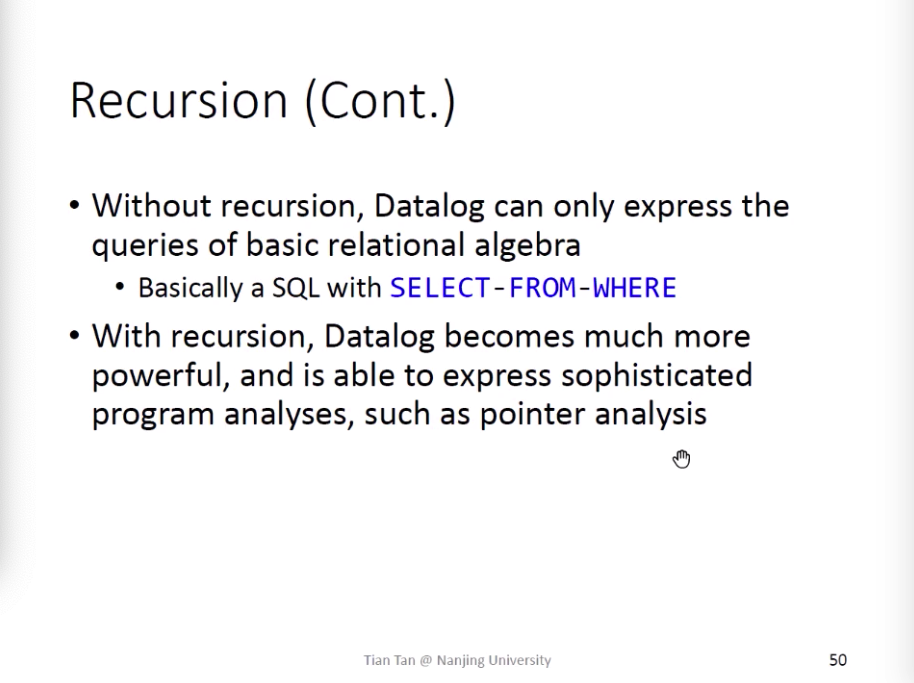 Recursion (Cont.)
• Without recursion, Datalog can only express the
queries of basic relational algebra
• Basically a SQL with SELECT-FROM-WHERE
• With recursion, Datalog becomes much more
powerful, and is able to express sophisticated
program analyses, such as pointer analysis
Tian Tan @ Nanjing University
50